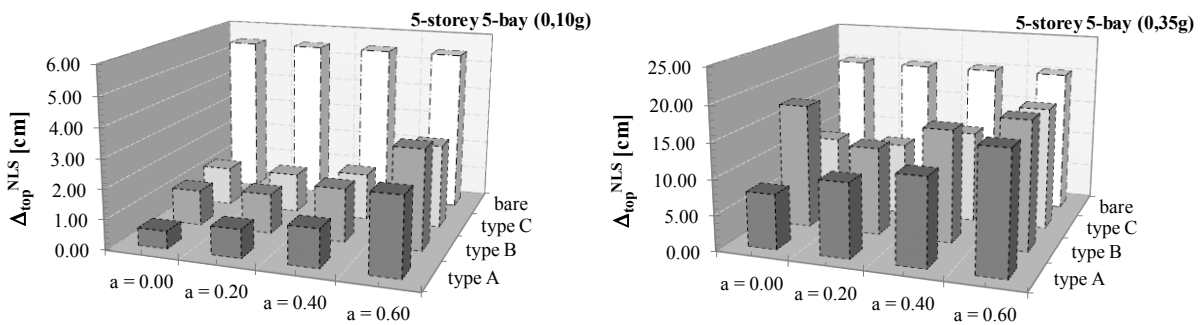 5-storey 5-bay (0,10g)
Δtop^NLS [cm]
6.00
5.00
4.00
3.00
2.00
1.00
0.00
a = 0.00
a = 0.20
a = 0.40
a = 0.60
bare
type C
type B
type A
5-storey 5-bay (0,35g)
Δtop^NLS [cm]
25.00
20.00
15.00
10.00
5.00
0.00
a = 0.00
a = 0.20
a = 0.40
a = 0.60
bare
type C
type B
type A